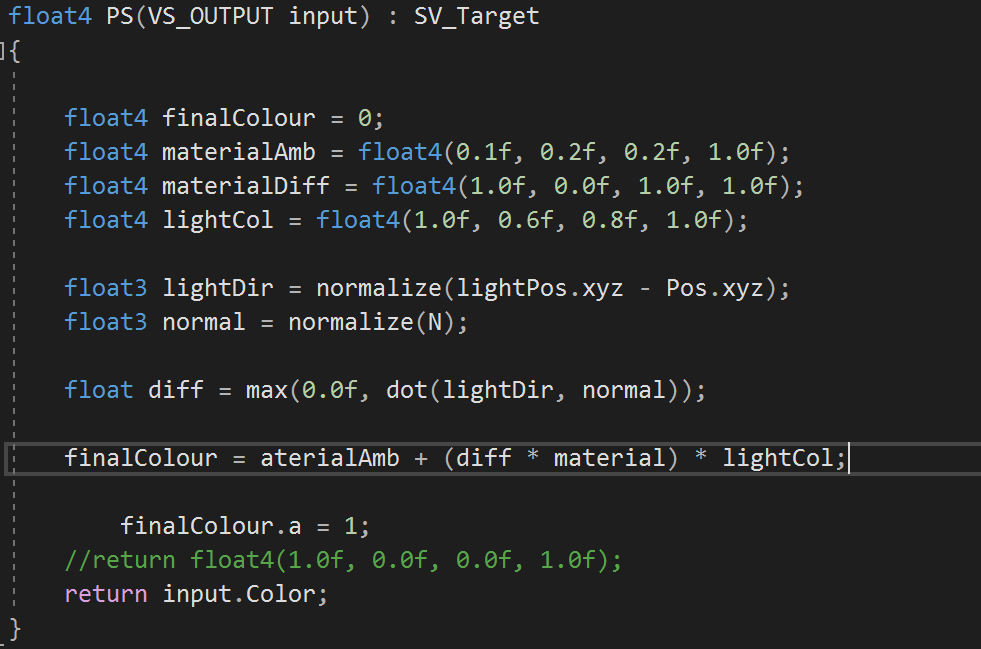 float4 PS(VS_OUTPUT input) : SV_Target
{
float4 finalColour = 0;
float4 materialAmb = float4(0.1f, 0.2f, 0.2f, 1.0f);
float4 materialDiff = float4(1.0f, 0.0f, 1.0f, 1.0f);
float4 lightCol = float4(1.0f, 0.6f, 0.8f, 1.0f);
float3 lightDir = normalize(lightPos.xyz - Pos.xyz);
float3 normal = normalize(N);
float diff = max(0.0f, dot(lightDir, normal));
finalColour = aterialAmb + (diff * material) * lightCol;
finalColour.a = 1;
//return float4(1.0f, 0.0f, 0.0f, 1.0f);
return input.Color;
}